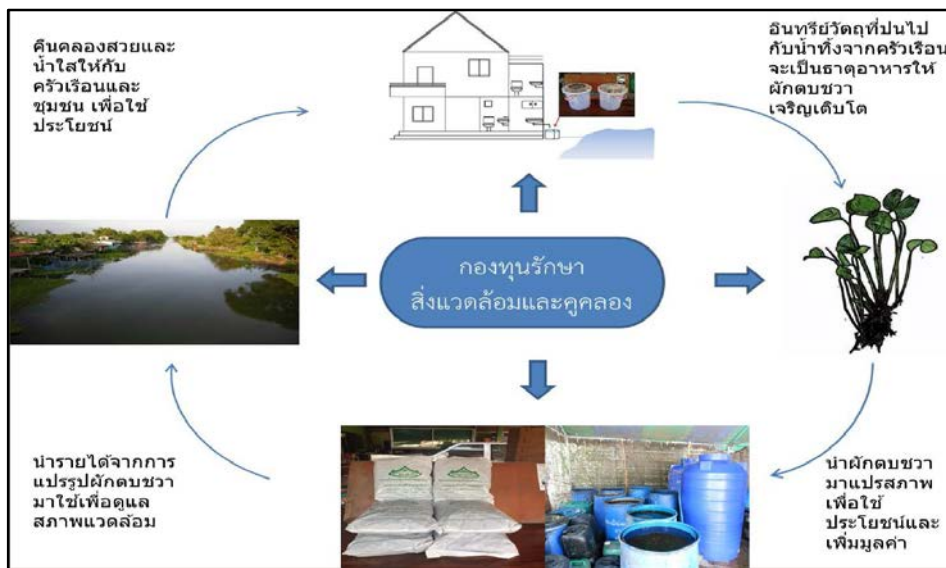 คืนคลองสวยและ
น้ำใสให้กับ
ครัวเรือนและ
ชุมชน เพื่อใช้
ประโยชน์
อินทรีย์วัตถุที่ปนไป
กับน้ำทิ้งจากครัวเรือน
จะเป็นธาตุอาหารให้
ผักตบชวา
เจริญเติบโต
กองทุนรักษา
สิ่งแวดล้อมและคูคลอง
นำรายได้จากการ
แปรรูปผักตบชวา
มาใช้เพื่อดูแล
สภาพแวดล้อม
นำผักตบชวา
มาแปรสภาพ
เพื่อใช้
ประโยชน์และ
เพิ่มมูลค่า